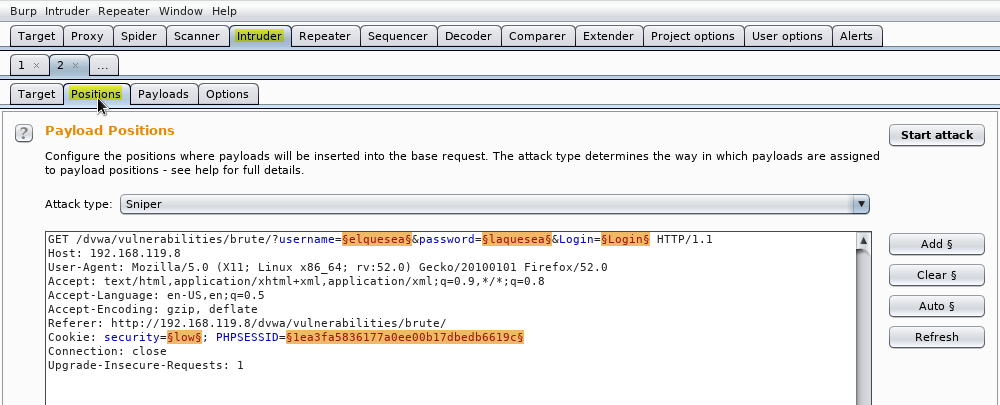 Burp Intruder Repeater Window Help
Target Proxy Spider Scanner Intruder Repeater Sequencer Decoder Comparer Extender Project options User options Alerts
1 × 2 × ...
Target Positions Payloads Options
? Payload Positions
Start attack
Configure the positions where payloads will be inserted into the base request. The attack type determines the way in which payloads are assigned
to payload positions - see help for full details.
Attack type: Sniper
GET /dvwa/vulnerabilities/brute/?username=§elquesea§&password=§laquesea§&Login=§Login§ HTTP/1.1
Host: 192.168.119.8
User-Agent: Mozilla/5.0 (X11; Linux x86_64; rv:52.0) Gecko/20100101 Firefox/52.0
Accept: text/html,application/xhtml+xml,application/xml;q=0.9,*/*;q=0.8
Accept-Language: en-US,en;q=0.5
Accept-Encoding: gzip, deflate
Referer: http://192.168.119.8/dvwa/vulnerabilities/brute/
Cookie: security=§low§; PHPSESSID=§1ea3fa5836177a0ee00b17dbedb6619c§
Connection: close
Upgrade-Insecure-Requests: 1
Add §
Clear §
Auto §
Refresh